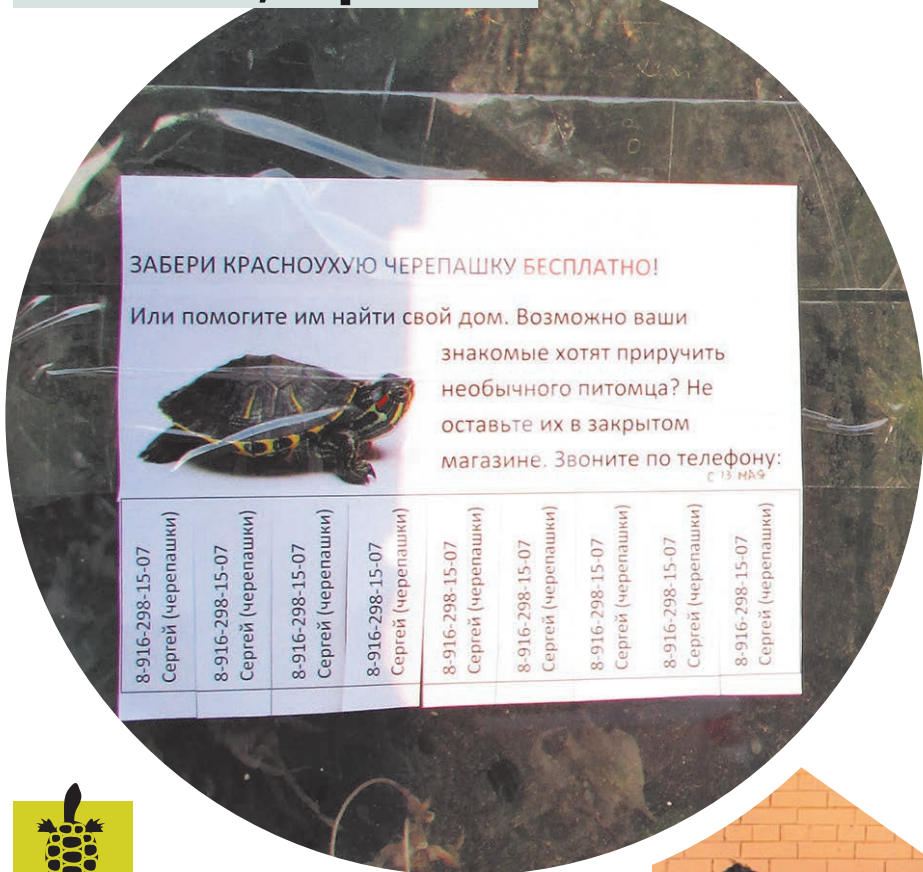 ЗАБЕРИ КРАСНОУХУЮ ЧЕРЕПАШКУ БЕСПЛАТНО!
Или помогите им найти свой дом. Возможно ваши
знакомые хотят приручить
необычного питомца? Не
оставьте их в закрытом
магазине. Звоните по телефону:
с 13 МАЯ
8-916-298-15-07
Сергей (черепашки)
8-916-298-15-07
Сергей (черепашки)
8-916-298-15-07
Сергей (черепашки)
8-916-298-15-07
Сергей (черепашки)
8-916-298-15-07
Сергей (черепашки)
8-916-298-15-07
Сергей (черепашки)
8-916-298-15-07
Сергей (черепашки)
8-916-298-15-07
Сергей (черепашки)
8-916-298-15-07
Сергей (черепашки)